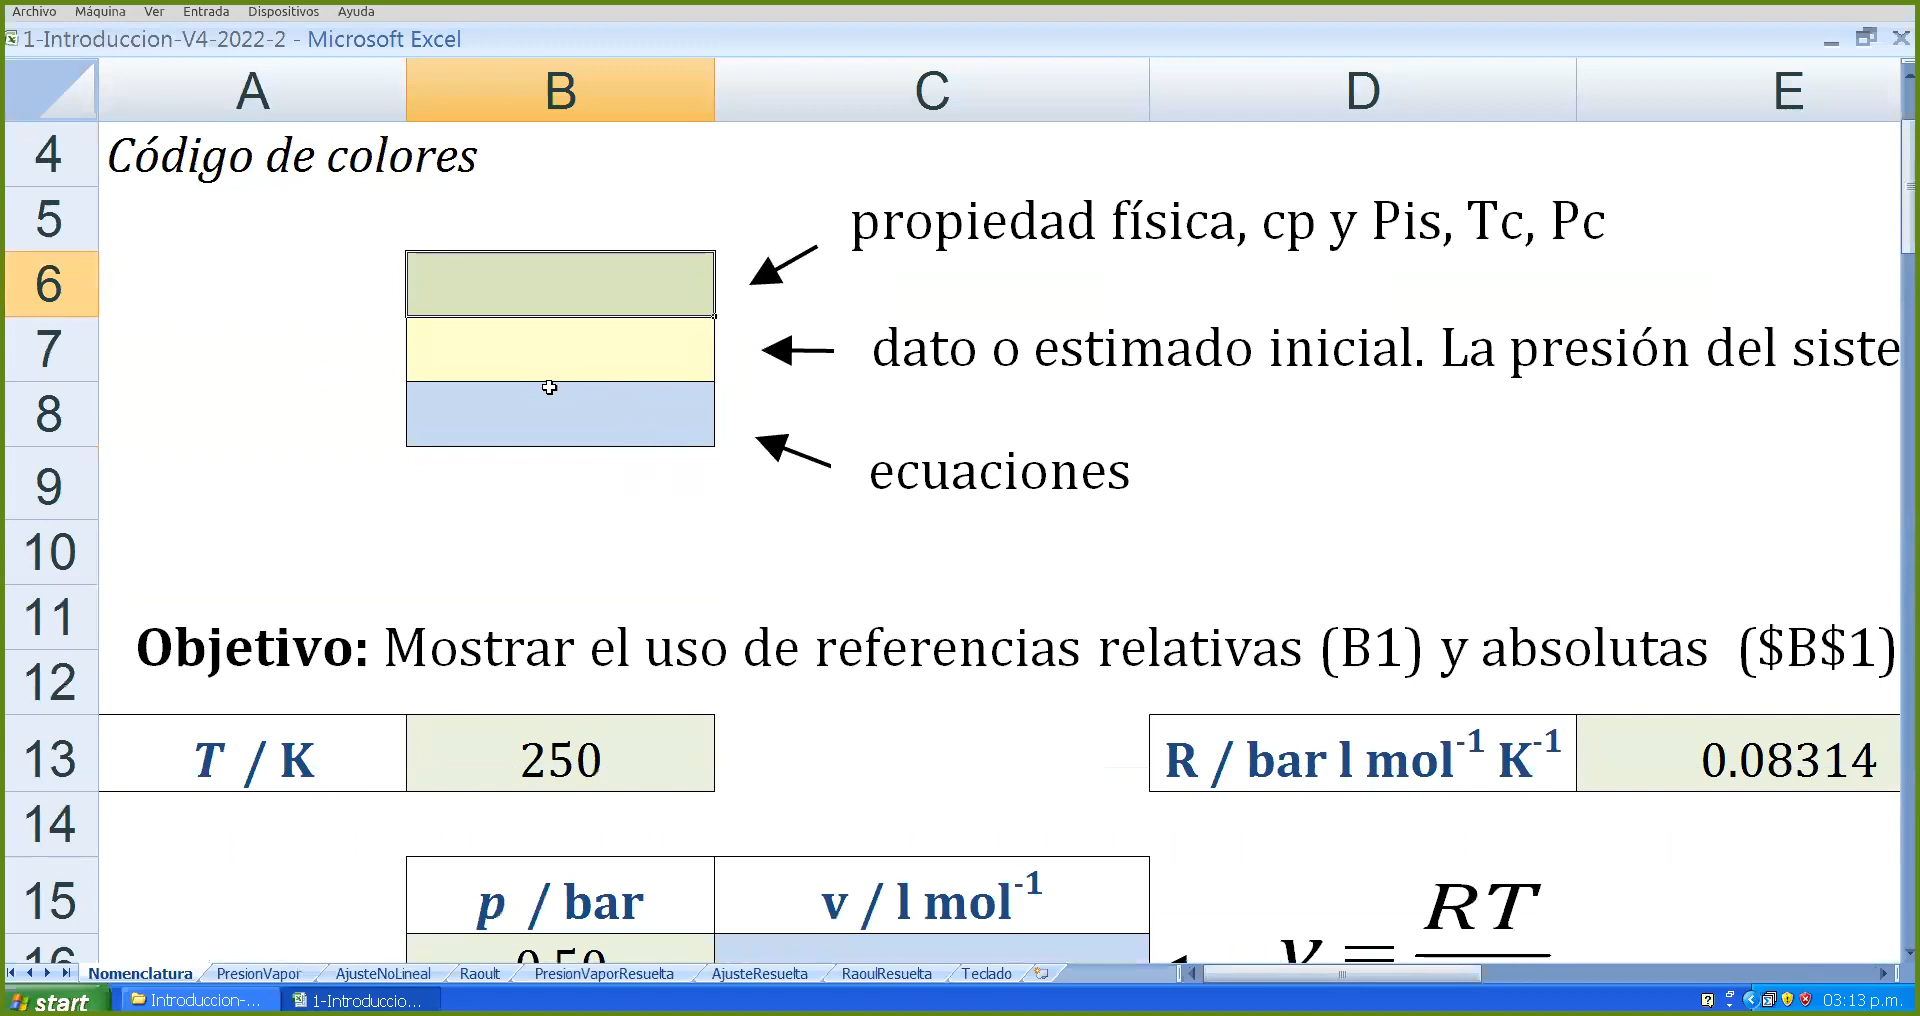 Archivo Máquina Ver Entrada Dispositivos Ayuda
1-Introduccion-V4-2022-2 - Microsoft Excel
A B C D E
4 Código de colores
5 propiedad física, cp y Pis, Tc, Pc
6
7 dato o estimado inicial. La presión del siste
8
9 ecuaciones
10
11
Objetivo: Mostrar el uso de referencias relativas (B1) y absolutas ($B$1)
12
13 T / K 250 R / bar l mol-1 K-1 0.08314
14
15 p / bar v / l mol-1
16 0.50 v = RT
Nomenclatura PresionVapor AjusteNoLineal Raoult PresionVaporResuelta AjusteResuelta RaoulResuelta Teclado
start Introduccion-... 1-Introduccio... 03:13 p.m.